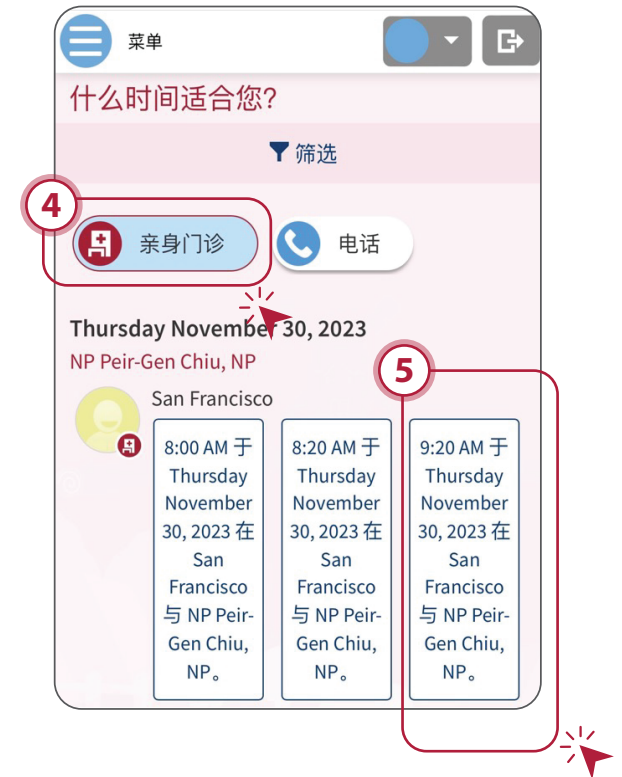 菜单
什么时间适合您?
筛选
4
亲身门诊
电话
Thursday November 30, 2023
NP Peir-Gen Chiu, NP
5
San Francisco
8:00 AM 于
Thursday
November
30, 2023 在
San
Francisco
与 NP Peir-
Gen Chiu,
NP。
8:20 AM 于
Thursday
November
30, 2023 在
San
Francisco
与 NP Peir-
Gen Chiu,
NP。
9:20 AM 于
Thursday
November
30, 2023 在
San
Francisco
与 NP Peir-
Gen Chiu,
NP。